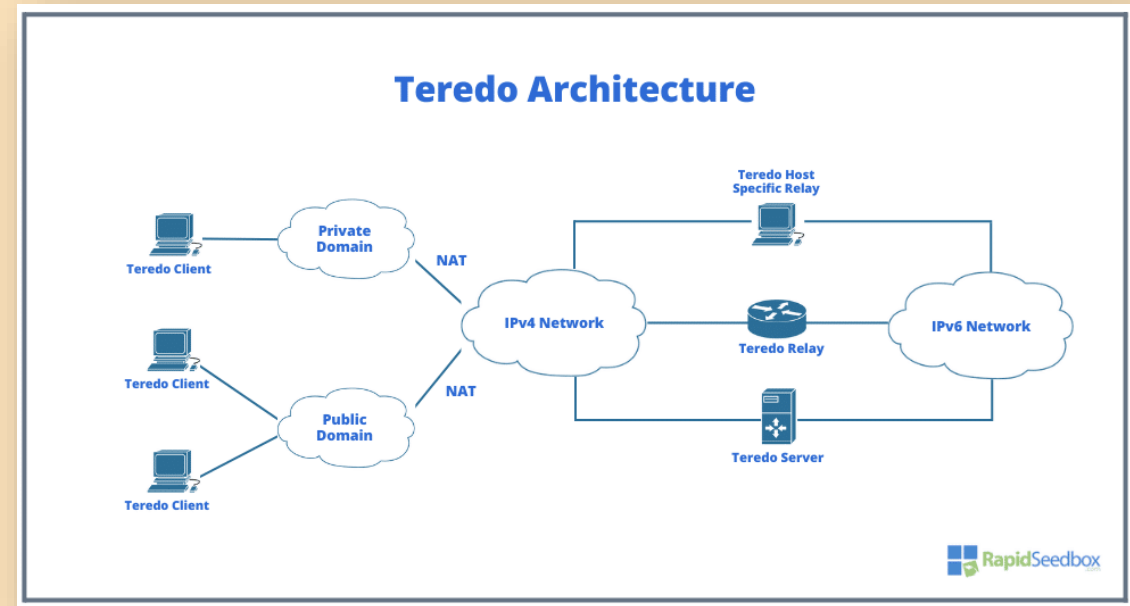 Teredo Architecture
Teredo Host
Specific Relay
Private
Domain
Teredo Client
NAT
IPv4 Network
IPv6 Network
Teredo Relay
Teredo Client
NAT
Public
Domain
Teredo Server
Teredo Client
RapidSeedbox